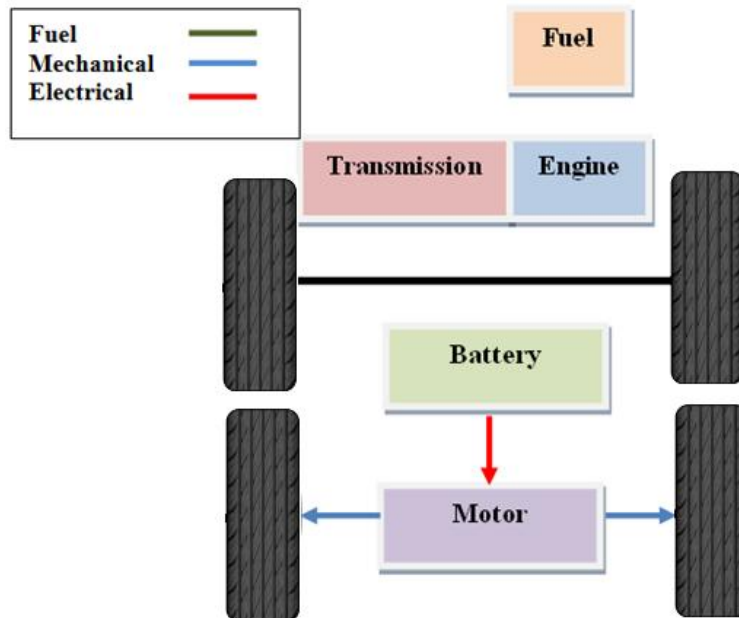 Fuel
Mechanical
Electrical
Fuel
Transmission
Engine
Battery
Motor